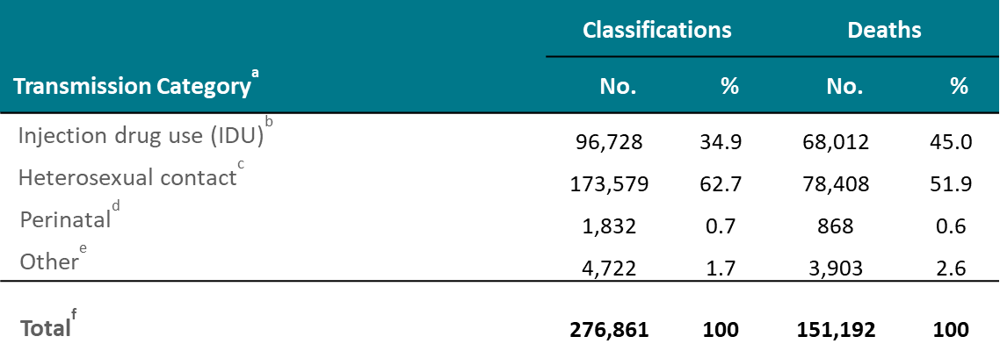 Classifications Deaths
Transmission Category^a No. % No. %
Injection drug use (IDU)^b 96,728 34.9 68,012 45.0
Heterosexual contact^c 173,579 62.7 78,408 51.9
Perinatal^d 1,832 0.7 868 0.6
Other^e 4,722 1.7 3,903 2.6
Total^f 276,861 100 151,192 100